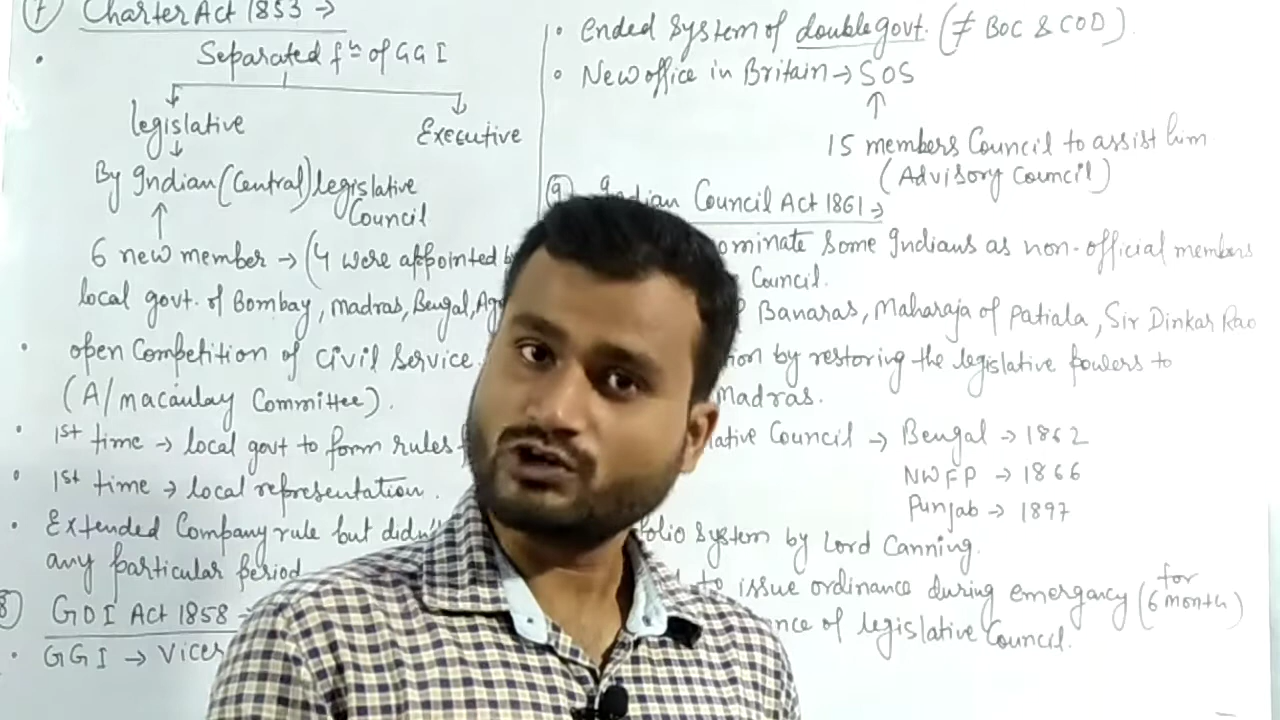 7 Charter Act 1853 →
• Separated fⁿ of GGI
legislative
Executive
By Indian (Central) legislative
Council
6 new member → (4 were appointed b
local govt. of Bombay, Madras, Bengal, Ag
• open Competition of Civil Service.
(A/ macaulay Committee).
• 1st time → local govt to form rules
• 1st time → local representation.
• Extended Company rule but didn't
any particular period
8 GOI Act 1858 →
• GGI → Vicer
• Ended System of double govt. (≠ BOC & COD).
• New office in Britain → SOS
15 members Council to assist him
(Advisory Council)
9 Indian Council Act 1861 →
ominate some Indians as non-official members
Council.
Banaras, Maharaja of Patiala, Sir Dinkar Rao
ion by restoring the legislative powers to
Madras.
lative Council → Bengal → 1862
NWFP → 1866
Punjab → 1897
folio System by Lord Canning.
to issue ordinance during emergency (for 6 month)
nce of legislative Council.